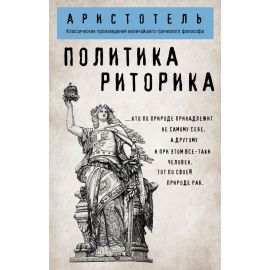 АРИСТОТЕЛЬ
Классические произведения величайшего греческого философа
ПОЛИТИКА
РИТОРИКА
...КТО ПО ПРИРОДЕ ПРИНАДЛЕЖИТ
НЕ САМОМУ СЕБЕ,
А ДРУГОМУ
И ПРИ ЭТОМ ВСЕ-ТАКИ
ЧЕЛОВЕК,
ТОТ ПО СВОЕЙ
ПРИРОДЕ РАБ.